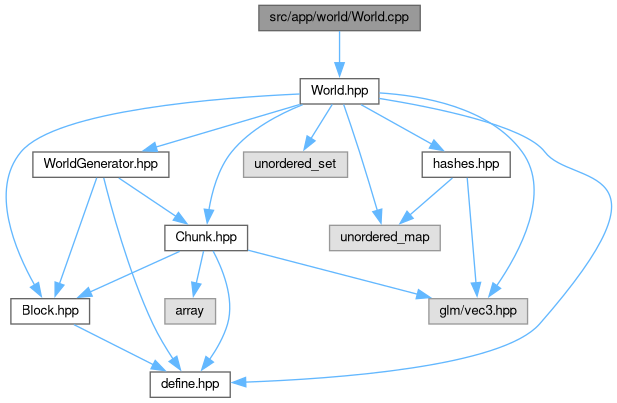 src/app/world/World.cpp
World.hpp
WorldGenerator.hpp
unordered_set
hashes.hpp
Chunk.hpp
unordered_map
Block.hpp
array
glm/vec3.hpp
define.hpp